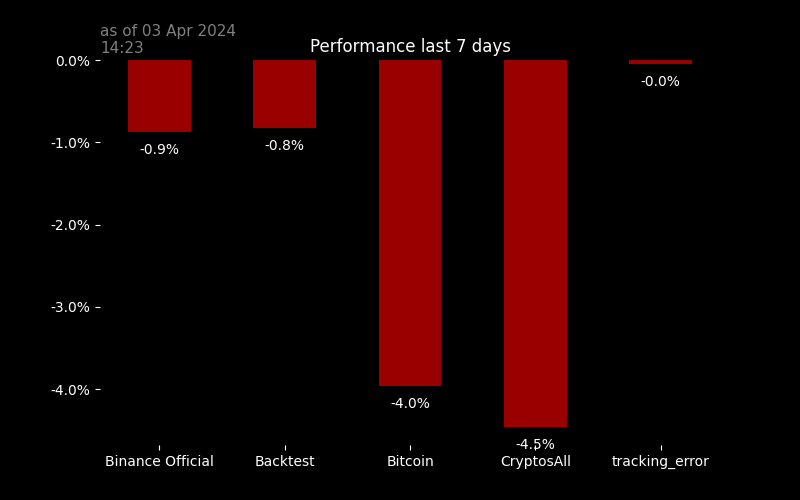 as of 03 Apr 2024
14:23
Performance last 7 days
0.0%
-1.0%
-2.0%
-3.0%
-4.0%
-0.9%
-0.8%
-4.0%
-4.5%
-0.0%
Binance Official
Backtest
Bitcoin
CryptosAll
tracking_error